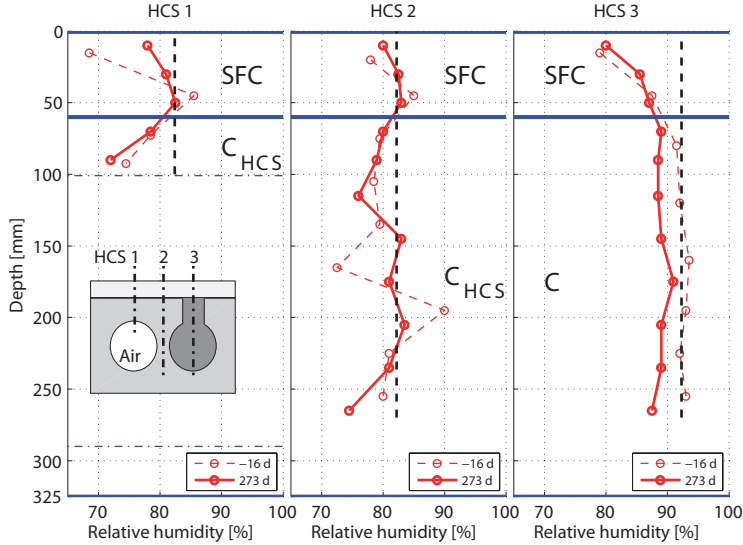 HCS 1
HCS 2
HCS 3
0
50
100
150
200
250
300
325
Depth [mm]
SFC
C HCS
HCS 1 2 3
Air
−16 d
273 d
70 80 90 100
Relative humidity [%]
SFC
C HCS
−16 d
273 d
70 80 90 100
Relative humidity [%]
SFC
C
−16 d
273 d
70 80 90 100
Relative humidity [%]